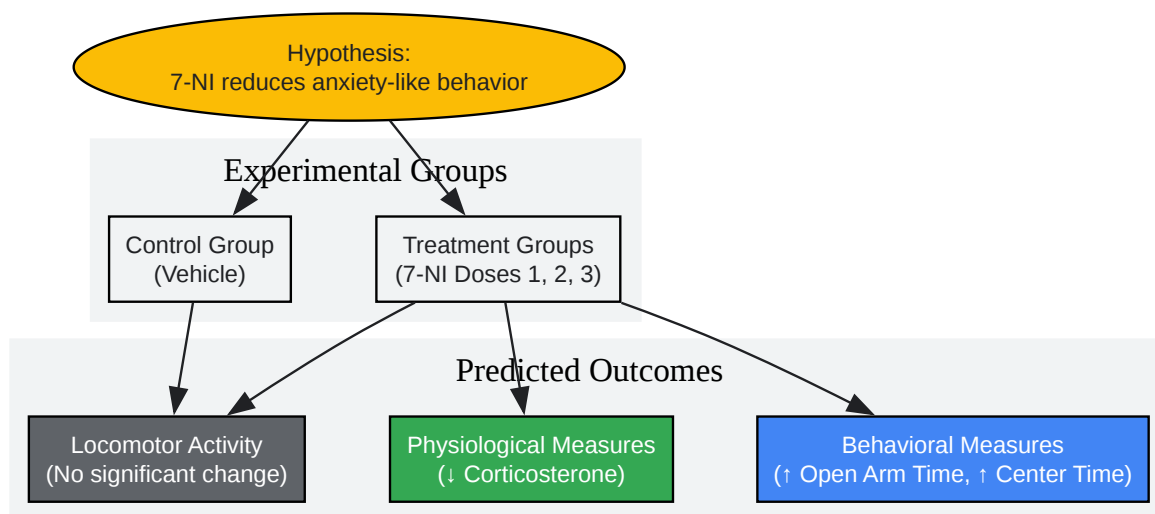 Hypothesis:
7-NI reduces anxiety-like behavior
Experimental Groups
Control Group
(Vehicle)
Treatment Groups
(7-NI Doses 1, 2, 3)
Predicted Outcomes
Locomotor Activity
(No significant change)
Physiological Measures
(↓ Corticosterone)
Behavioral Measures
(↑ Open Arm Time, ↑ Center Time)